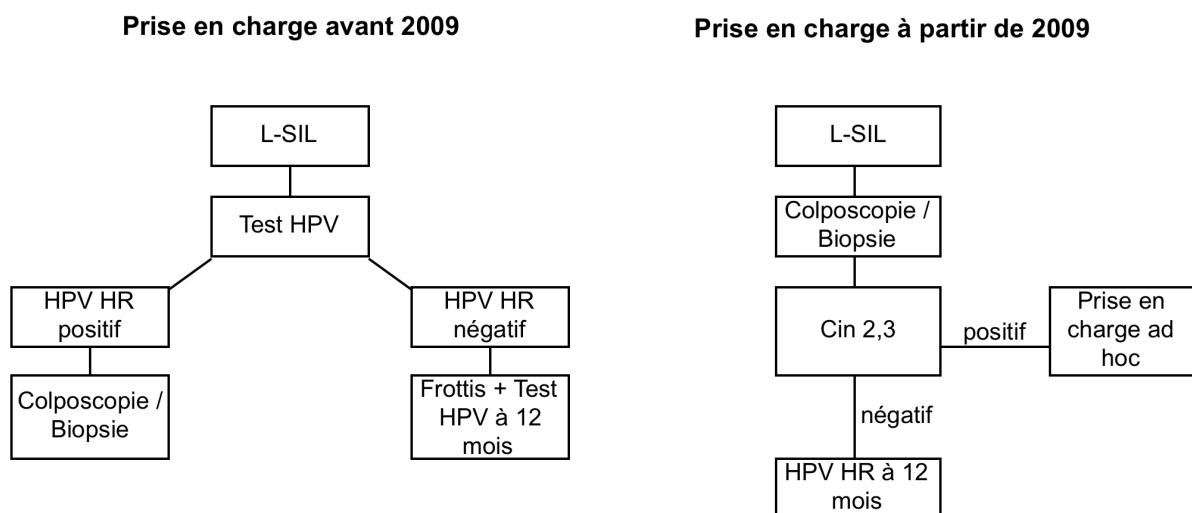 Prise en charge avant 2009
L-SIL
Test HPV
HPV HR
positif
HPV HR
négatif
Colposcopie /
Biopsie
Frottis + Test
HPV à 12
mois
Prise en charge à partir de 2009
L-SIL
Colposcopie /
Biopsie
Cin 2,3
positif
Prise en
charge ad
hoc
négatif
HPV HR à 12
mois